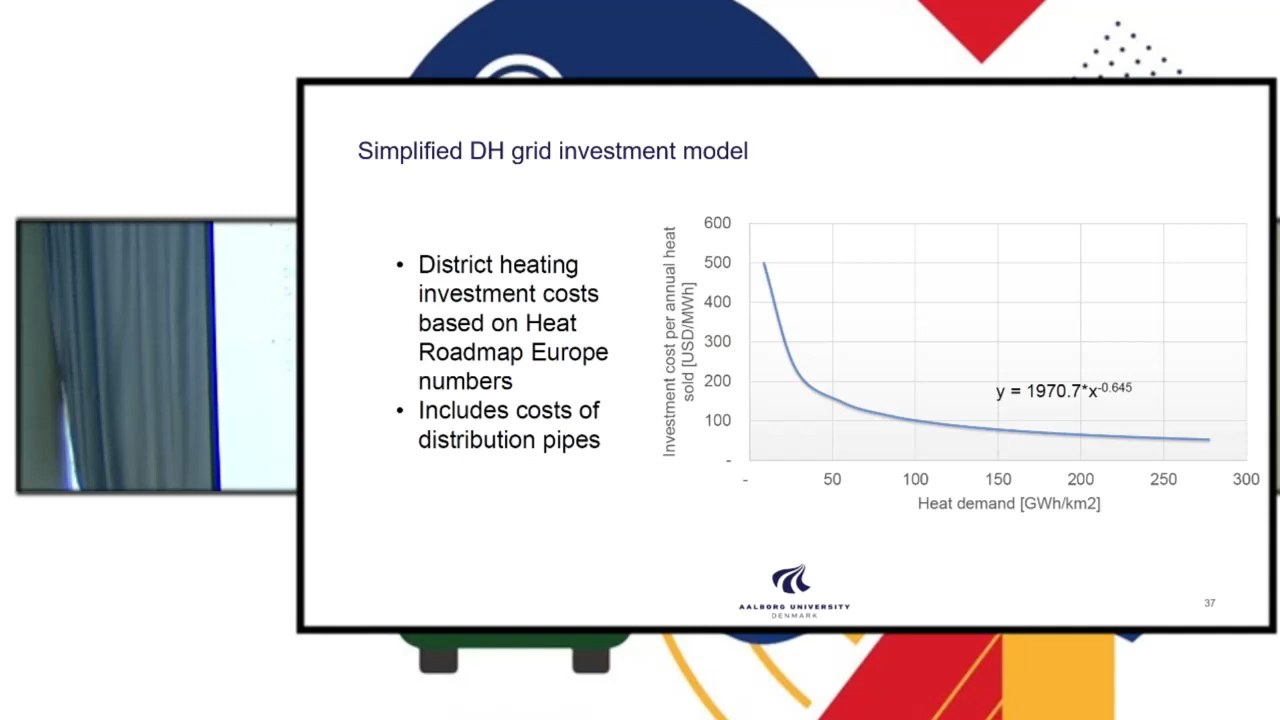 Simplified DH grid investment model
• District heating
investment costs
based on Heat
Roadmap Europe
numbers
• Includes costs of
distribution pipes
Investment cost per annual heat
sold [USD/MWh]
600
500
400
300
200
100
-
y = 1970.7*x^-0.645
- 50 100 150 200 250 300
Heat demand [GWh/km2]
AALBORG UNIVERSITY
DENMARK
37